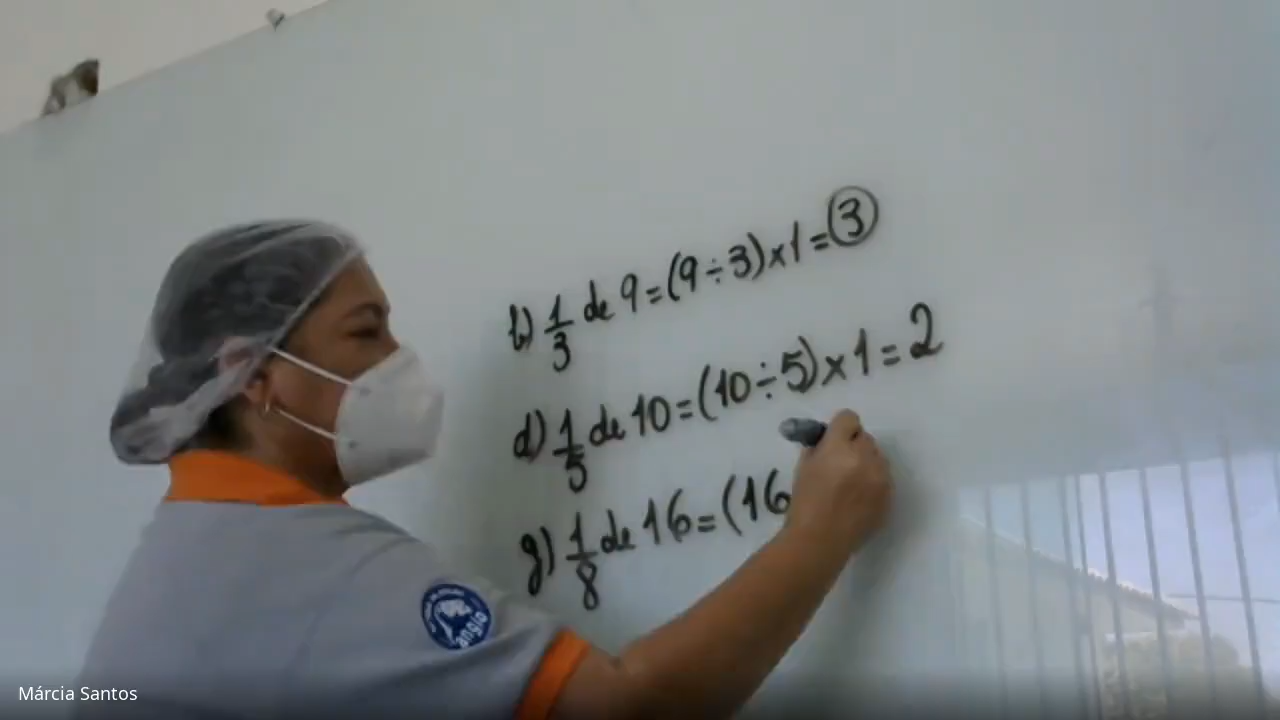 b) 1/3 de 9 = (9 ÷ 3) x 1 = 3
d) 1/5 de 10 = (10 ÷ 5) x 1 = 2
g) 1/8 de 16 = (16
anglo
Márcia Santos